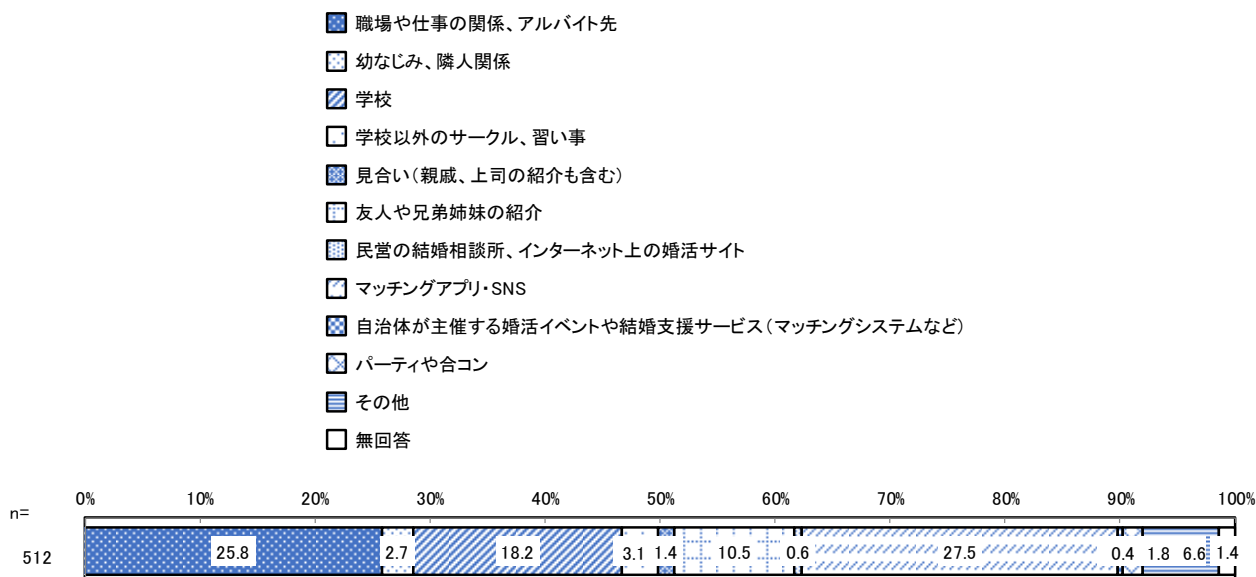 職場や仕事の関係、アルバイト先
幼なじみ、隣人関係
学校
学校以外のサークル、習い事
見合い（親戚、上司の紹介も含む）
友人や兄弟姉妹の紹介
民営の結婚相談所、インターネット上の婚活サイト
マッチングアプリ・SNS
自治体が主催する婚活イベントや結婚支援サービス（マッチングシステムなど）
パーティや合コン
その他
無回答
0% 10% 20% 30% 40% 50% 60% 70% 80% 90% 100%
n=
512 25.8 2.7 18.2 3.1 1.4 10.5 0.6 27.5 0.4 1.8 6.6 1.4